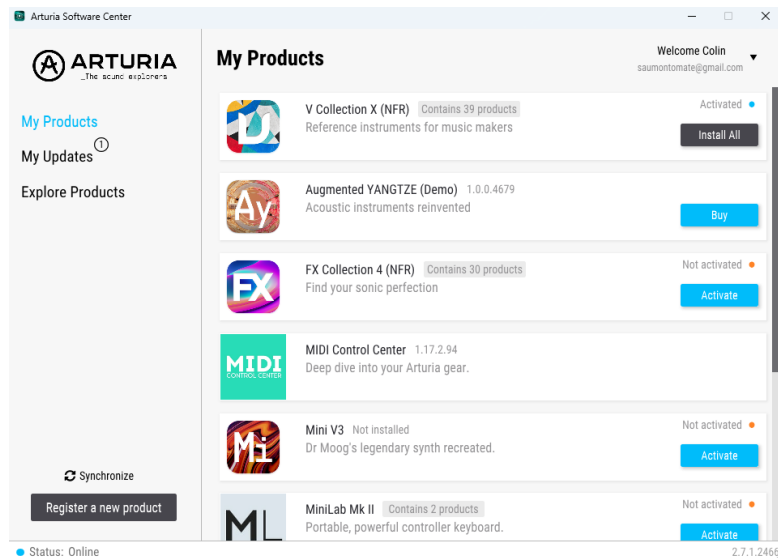 Arturia Software Center
ARTURIA
_The sound explorers
My Products
My Updates 1
Explore Products
Synchronize
Register a new product
Status: Online
My Products
Welcome Colin
saumontomate@gmail.com
V Collection X (NFR) Contains 39 products
Reference instruments for music makers
Activated
Install All
Ay
Augmented YANGTZE (Demo) 1.0.0.4679
Acoustic instruments reinvented
Buy
FX
FX Collection 4 (NFR) Contains 30 products
Find your sonic perfection
Not activated
Activate
MIDI
CONTROL CENTER
MIDI Control Center 1.17.2.94
Deep dive into your Arturia gear.
Mi
Mini V3 Not installed
Dr Moog's legendary synth recreated.
Not activated
Activate
ML
MiniLab Mk II Contains 2 products
Portable, powerful controller keyboard.
Not activated
Activate
2.7.1.2466